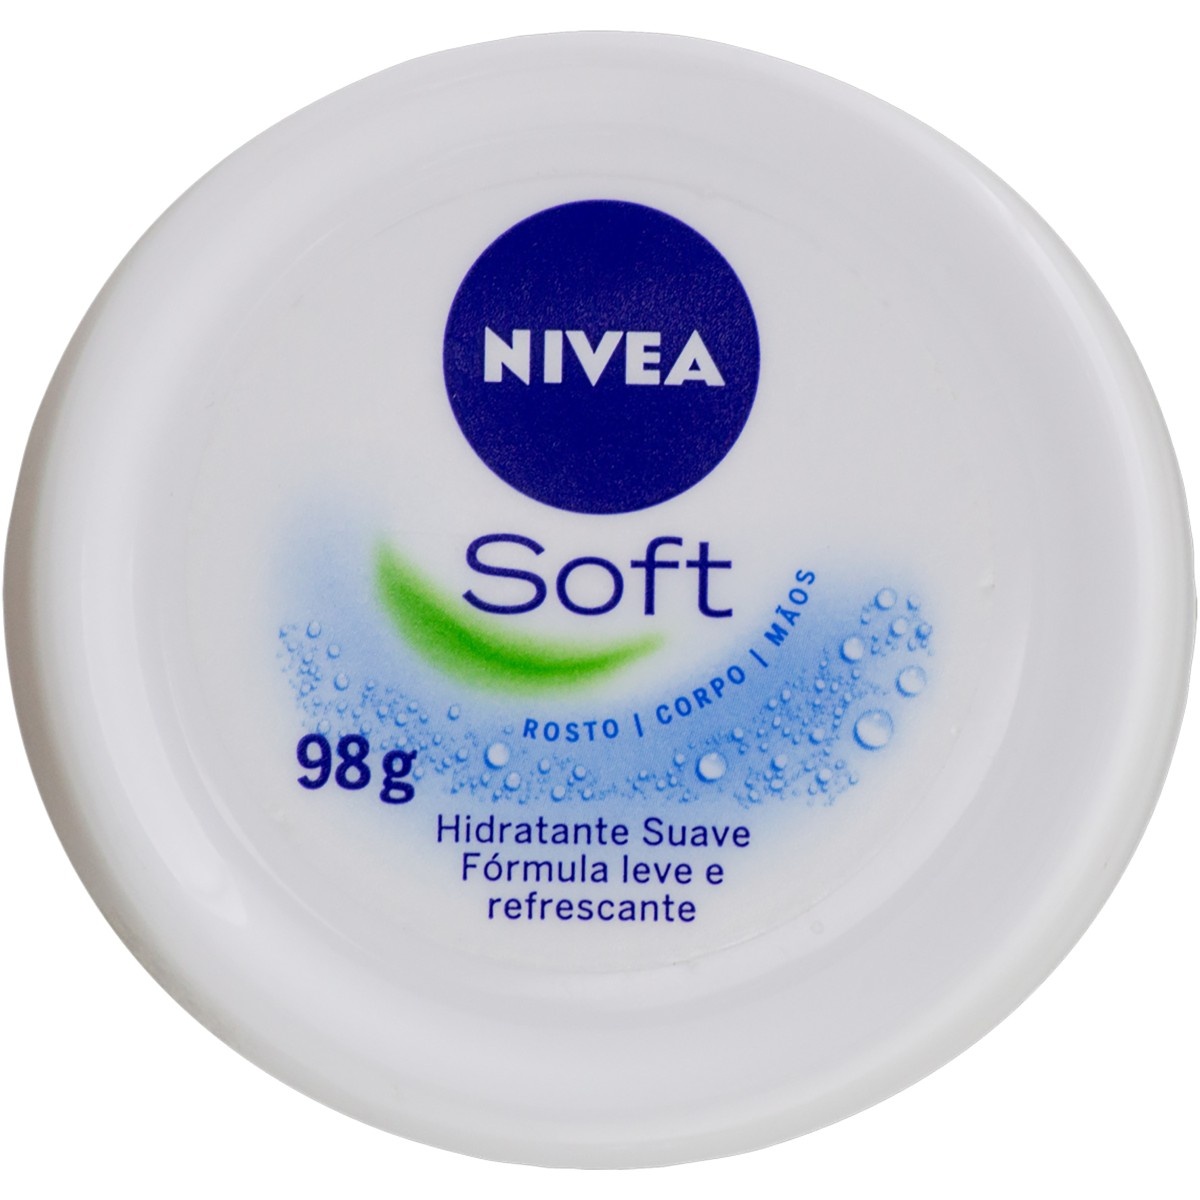 NIVEA
Soft
ROSTO | CORPO | MÃOS
98g
Hidratante Suave
Fórmula leve e
refrescante